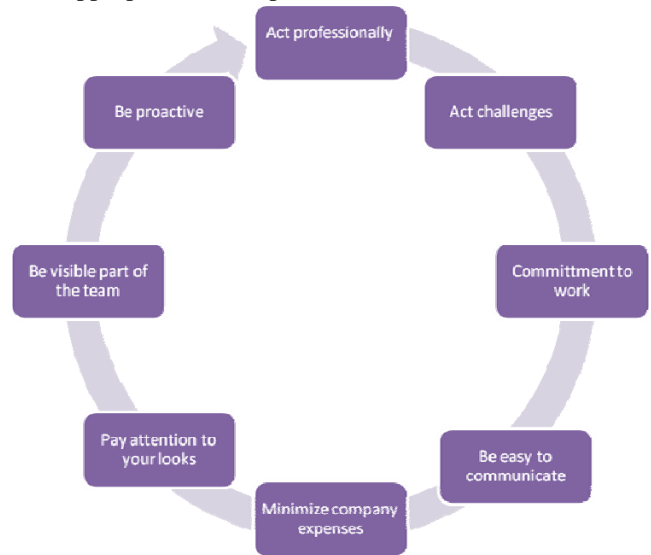 Act professionally
Act challenges
Committment to
work
Be easy to
communicate
Minimize company
expenses
Pay attention to
your looks
Be visible part of
the team
Be proactive